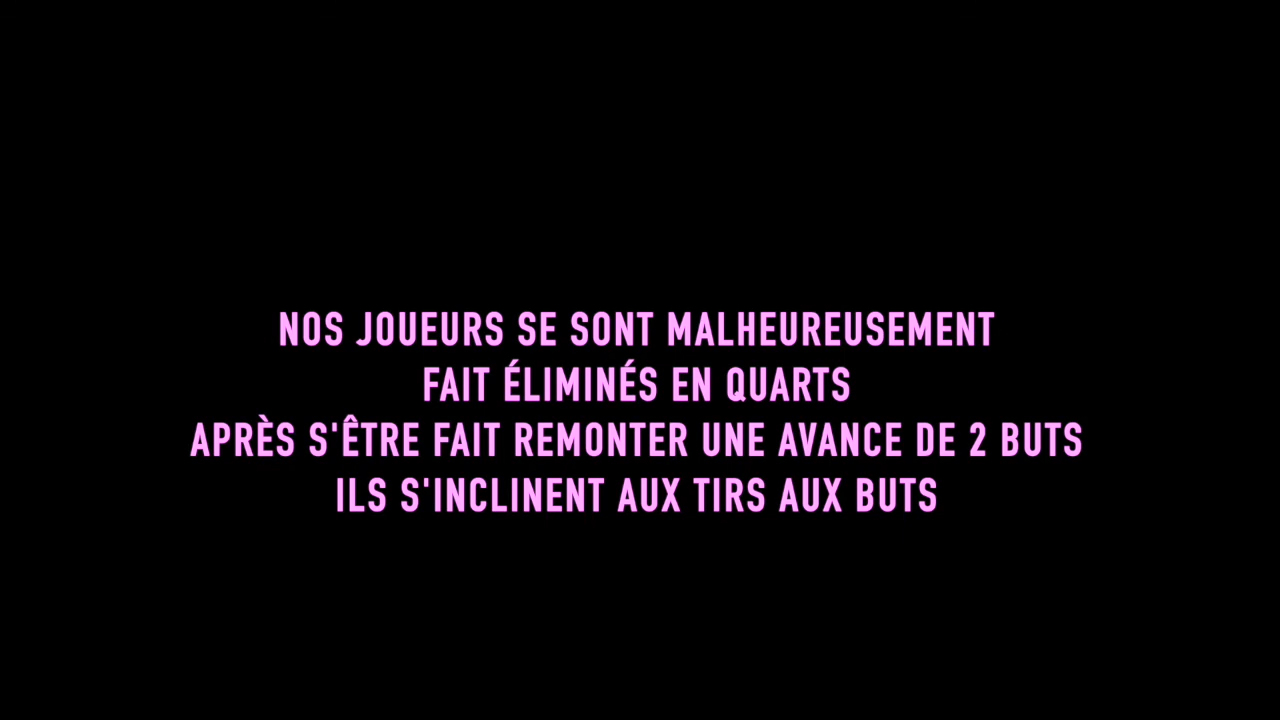 NOS JOUEURS SE SONT MALHEUREUSEMENT
FAIT ÉLIMINÉS EN QUARTS
APRÈS S'ÊTRE FAIT REMONTER UNE AVANCE DE 2 BUTS
ILS S'INCLINENT AUX TIRS AUX BUTS